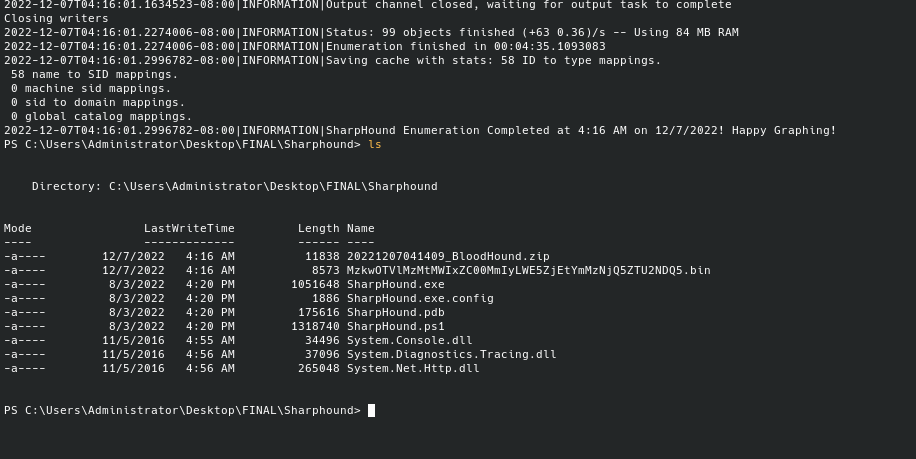 2022-12-07T04:16:01.1634523-08:00|INFORMATION|Output channel closed, waiting for output task to complete
Closing writers
2022-12-07T04:16:01.2274006-08:00|INFORMATION|Status: 99 objects finished (+63 0.36)/s -- Using 84 MB RAM
2022-12-07T04:16:01.2274006-08:00|INFORMATION|Enumeration finished in 00:04:35.1093083
2022-12-07T04:16:01.2996782-08:00|INFORMATION|Saving cache with stats: 58 ID to type mappings.
 58 name to SID mappings.
 0 machine sid mappings.
 0 sid to domain mappings.
 0 global catalog mappings.
2022-12-07T04:16:01.2996782-08:00|INFORMATION|SharpHound Enumeration Completed at 4:16 AM on 12/7/2022! Happy Graphing!
PS C:\Users\Administrator\Desktop\FINAL\Sharphound> ls
    Directory: C:\Users\Administrator\Desktop\FINAL\Sharphound
Mode                LastWriteTime         Length Name
----                -------------         ------ ----
-a----        12/7/2022   4:16 AM          11838 20221207041409_BloodHound.zip
-a----        12/7/2022   4:16 AM           8573 MzkwOTVlMzMtMWIxZC00MmIyLWE5ZjEtYmMzNjQ5ZTU2NDQ5.bin
-a----         8/3/2022   4:20 PM        1051648 SharpHound.exe
-a----         8/3/2022   4:20 PM           1886 SharpHound.exe.config
-a----         8/3/2022   4:20 PM         175616 SharpHound.pdb
-a----         8/3/2022   4:20 PM        1318740 SharpHound.ps1
-a----        11/5/2016   4:55 AM          34496 System.Console.dll
-a----        11/5/2016   4:56 AM          37096 System.Diagnostics.Tracing.dll
-a----        11/5/2016   4:56 AM         265048 System.Net.Http.dll
PS C:\Users\Administrator\Desktop\FINAL\Sharphound>